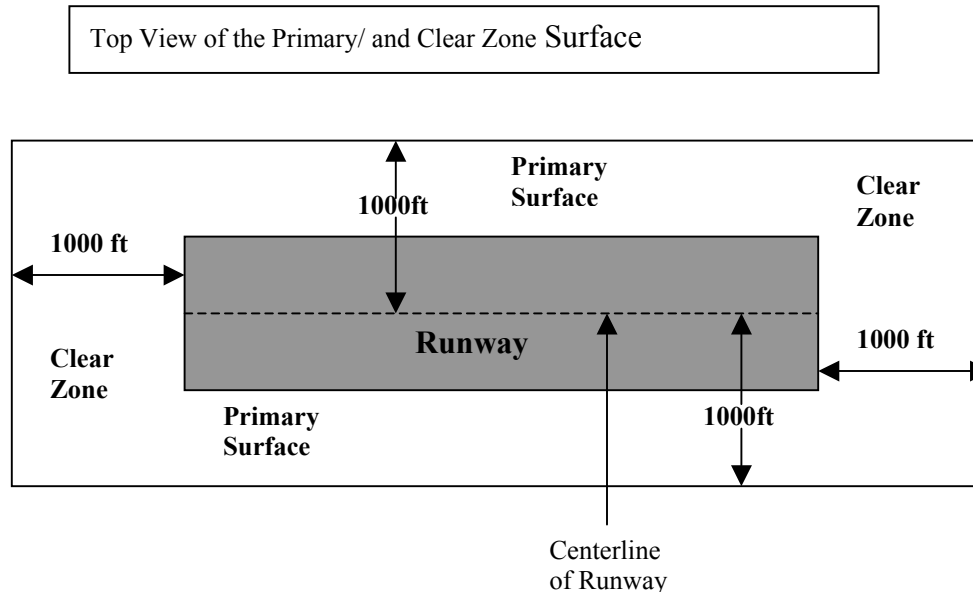 Top View of the Primary/ and Clear Zone Surface
Primary
Surface
Clear
Zone
1000ft
1000 ft
Runway
Clear
Zone
1000 ft
Primary
Surface
1000ft
Centerline
of Runway